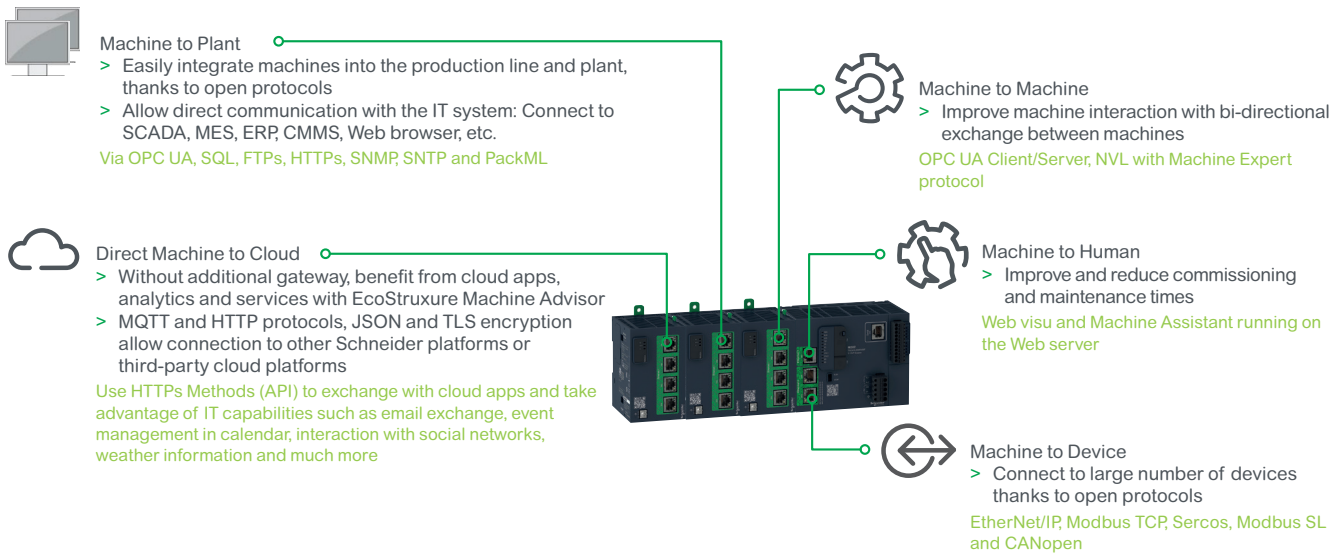 Machine to Plant
> Easily integrate machines into the production line and plant,
thanks to open protocols
> Allow direct communication with the IT system: Connect to
SCADA, MES, ERP, CMMS, Web browser, etc.
Via OPC UA, SQL, FTPs, HTTPs, SNMP, SNTP and PackML
Direct Machine to Cloud
> Without additional gateway, benefit from cloud apps,
analytics and services with EcoStruxure Machine Advisor
> MQTT and HTTP protocols, JSON and TLS encryption
allow connection to other Schneider platforms or
third-party cloud platforms
Use HTTPs Methods (API) to exchange with cloud apps and take
advantage of IT capabilities such as email exchange, event
management in calendar, interaction with social networks,
weather information and much more
Machine to Machine
> Improve machine interaction with bi-directional
exchange between machines
OPC UA Client/Server, NVL with Machine Expert
protocol
Machine to Human
> Improve and reduce commissioning
and maintenance times
Web visu and Machine Assistant running on
the Web server
Machine to Device
> Connect to large number of devices
thanks to open protocols
EtherNet/IP, Modbus TCP, Sercos, Modbus SL
and CANopen